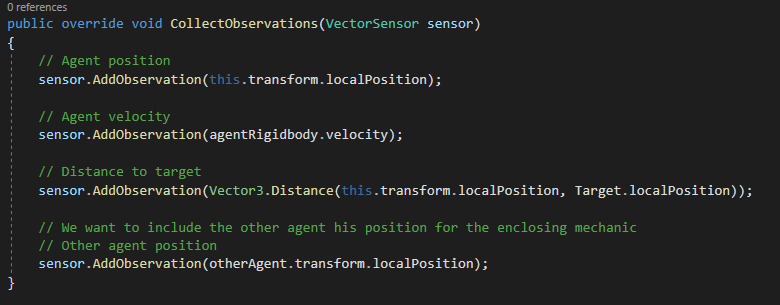 0 references
public override void CollectObservations(VectorSensor sensor)
{
// Agent position
sensor.AddObservation(this.transform.localPosition);
// Agent velocity
sensor.AddObservation(agentRigidbody.velocity);
// Distance to target
sensor.AddObservation(Vector3.Distance(this.transform.localPosition, Target.localPosition));
// We want to include the other agent his position for the enclosing mechanic
// Other agent position
sensor.AddObservation(otherAgent.transform.localPosition);
}